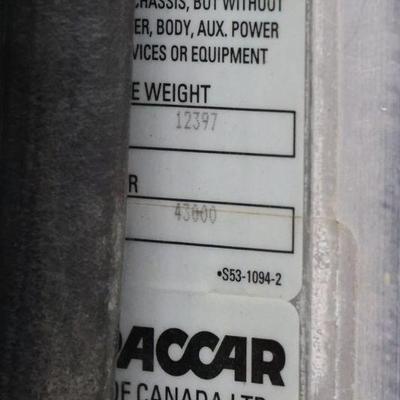 CHASSIS, BUT WITHOUT
ER, BODY, AUX. POWER
VICES OR EQUIPMENT
E WEIGHT
12397
R
43000
•S53-1094-2
PACCAR
OF CANADA LTD